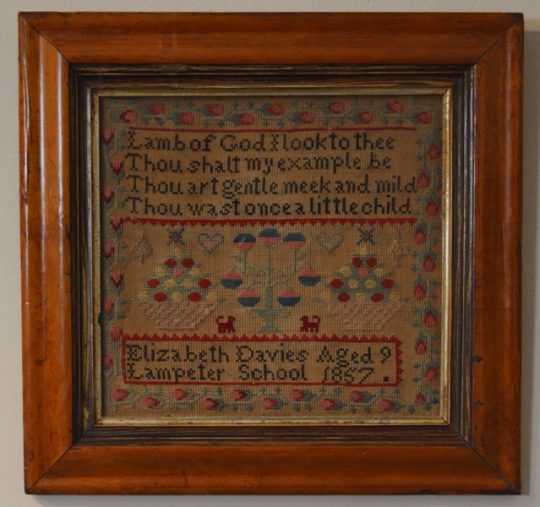 Lamb of God I look to thee
Thou shalt my example be
Thou art gentle meek and mild
Thou wast once a little child
Elizabeth Davies Aged 9
Lampeter School 1857.